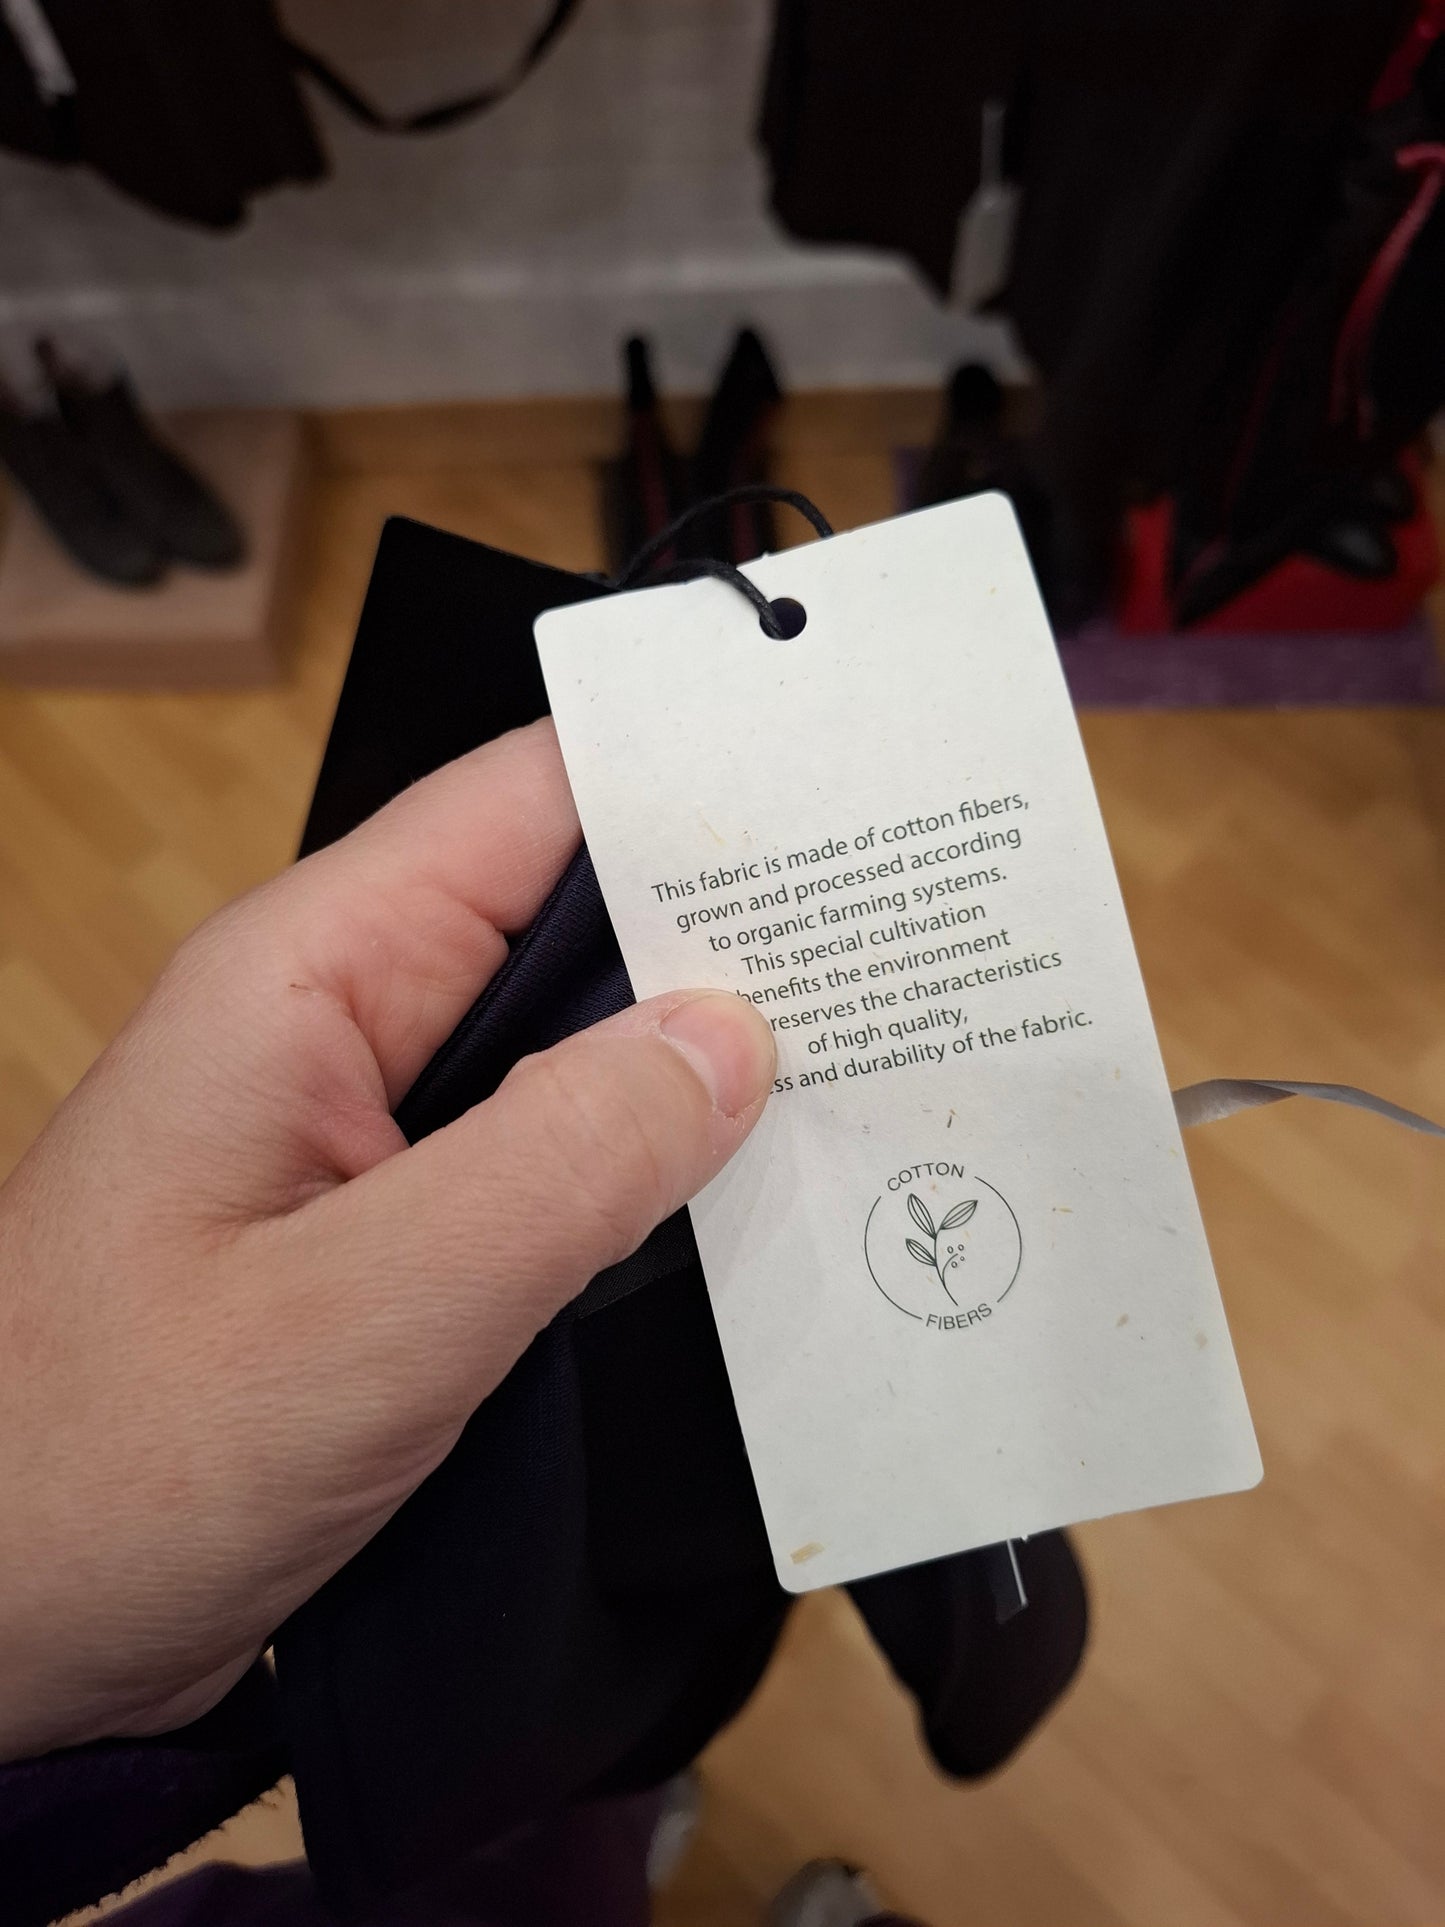 This fabric is made of cotton fibers,
grown and processed according
to organic farming systems.
This special cultivation
benefits the environment
reserves the characteristics
of high quality,
ss and durability of the fabric.
COTTON
FIBERS